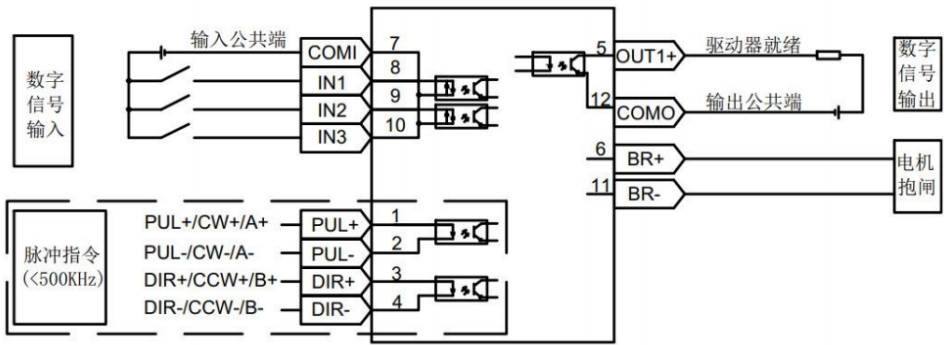 数字
信号
输入
输入公共端
COMI
7
IN1
8
IN2
9
IN3
10
5
OUT1+
驱动器就绪
12
COMO
输出公共端
数字
信号
输出
6
BR+
11
BR-
电机
抱闸
脉冲指令
(<500KHz)
PUL+/CW+/A+
PUL+
1
PUL-/CW-/A-
PUL-
2
DIR+/CCW+/B+
DIR+
3
DIR-/CCW-/B-
DIR-
4